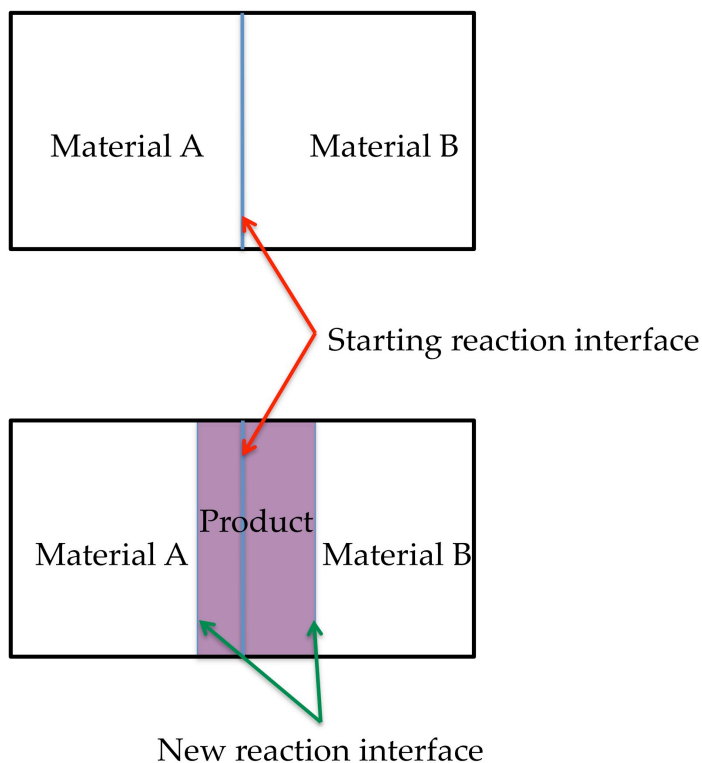 Material A
Material B
Starting reaction interface
Product
Material A
Material B
New reaction interface